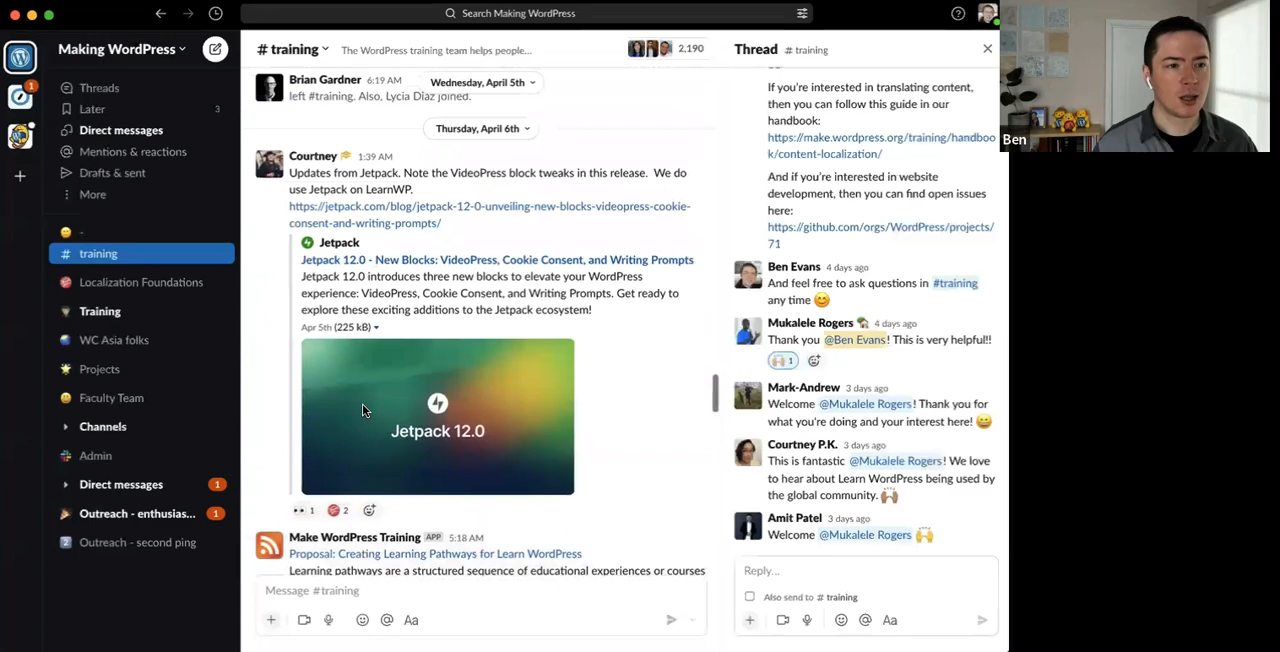 Search Making WordPress
Making WordPress
1
Threads
Later 3
Direct messages
Mentions & reactions
Drafts & sent
More
-
# training
Localization Foundations
Training
WC Asia folks
Projects
Faculty Team
Channels
Admin
Direct messages 1
Outreach - enthusias... 1
Outreach - second ping
# training
The WordPress training team helps people...
2,190
Brian Gardner 6:19 AM
left #training. Also, Lycia Diaz joined.
Wednesday, April 5th
Thursday, April 6th
Courtney 1:39 AM
Updates from Jetpack. Note the VideoPress block tweaks in this release. We do
use Jetpack on LearnWP.
https://jetpack.com/blog/jetpack-12-0-unveiling-new-blocks-videopress-cookie-
consent-and-writing-prompts/
Jetpack
Jetpack 12.0 - New Blocks: VideoPress, Cookie Consent, and Writing Prompts
Jetpack 12.0 introduces three new blocks to elevate your WordPress
experience: VideoPress, Cookie Consent, and Writing Prompts. Get ready to
explore these exciting additions to the Jetpack ecosystem!
Apr 5th (225 kB)
Jetpack 12.0
1
2
Make WordPress Training APP 5:18 AM
Proposal: Creating Learning Pathways for Learn WordPress
Learning pathways are a structured sequence of educational experiences or courses
Message #training
Aa
Thread # training
If you're interested in translating content,
then you can follow this guide in our
handbook:
https://make.wordpress.org/training/handboo
k/content-localization/
And if you're interested in website
development, then you can find open issues
here:
https://github.com/orgs/WordPress/projects/
71
Ben Evans 4 days ago
And feel free to ask questions in #training
any time
Mukalele Rogers 4 days ago
Thank you @Ben Evans! This is very helpful!!
1
Mark-Andrew 3 days ago
Welcome @Mukalele Rogers! Thank you for
what you're doing and your interest here!
Courtney P.K. 3 days ago
This is fantastic @Mukalele Rogers! We love
to hear about Learn WordPress being used by
the global community.
Amit Patel 3 days ago
Welcome @Mukalele Rogers
Reply...
Also send to # training
Aa
Ben